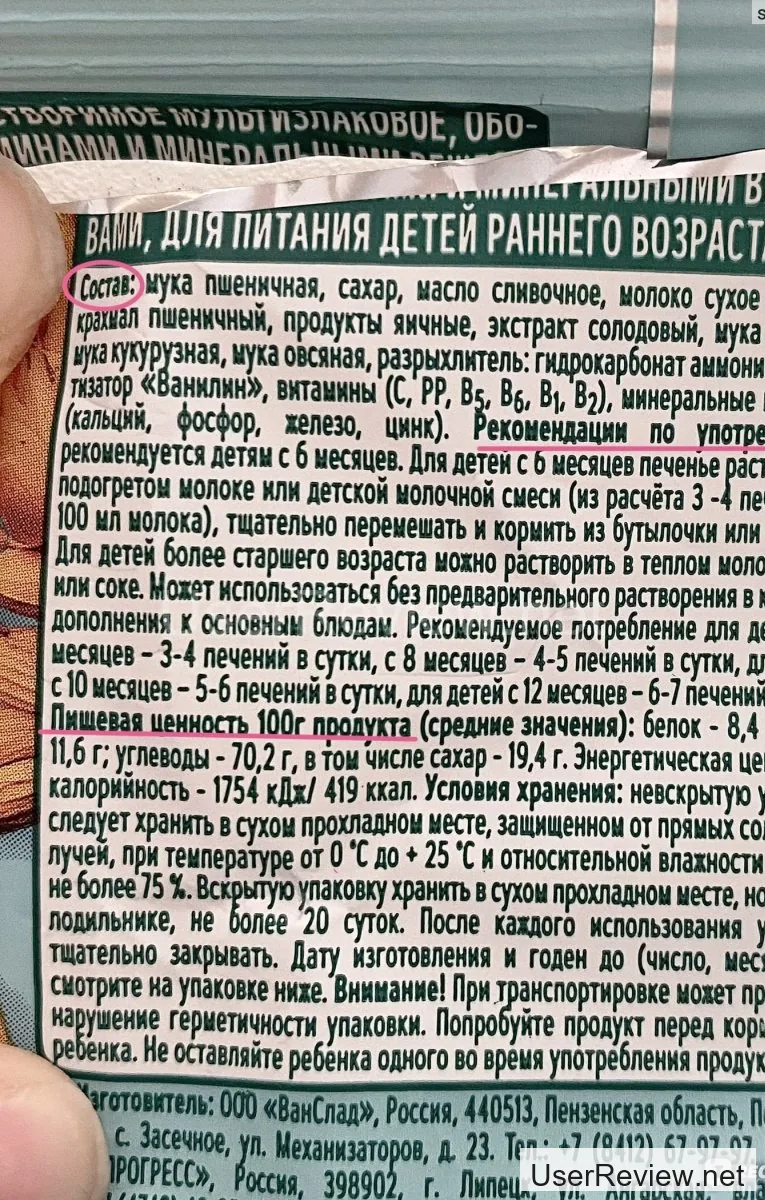 МУЛЬТИЗЛАКОВОЕ, ОБО-
И
МИНЕРАЛЬНЫМИ В
ВАМИ, ДЛЯ ПИТАНИЯ ДЕТЕЙ РАННЕГО ВОЗРАСТА
Состав: мука пшеничная, сахар, масло сливочное, молоко сухое
крахмал пшеничный, продукты яичные, экстракт солодовый, мука
мука кукурузная, мука овсяная, разрыхлитель: гидрокарбонат аммони
тизатор «Ванилин», витамины (С, РР, В5, В6, В1, В2), минеральные
(кальций, фосфор, железо, цинк). Рекомендации по употре
рекомендуется детям с 6 месяцев. Для детей с 6 месяцев печенье раст
подогретом молоке или детской молочной смеси (из расчёта 3 -4 пе
100 мл молока), тщательно перемешать и кормить из бутылочки или
Для детей более старшего возраста можно растворить в теплом моло
или соке. Может использоваться без предварительного растворения в к
дополнения к основным блюдам. Рекомендуемое потребление для де
месяцев – 3-4 печений в сутки, с 8 месяцев – 4-5 печений в сутки, дл
с 10 месяцев – 5-6 печений в сутки, для детей с 12 месяцев – 6-7 печений
Пищевая ценность 100г продукта (средние значения): белок - 8,4
11,6 г; углеводы - 70,2 г, в том числе сахар - 19,4 г. Энергетическая це
калорийность - 1754 кДж/ 419 ккал. Условия хранения: невскрытую у
следует хранить в сухом прохладном месте, защищенном от прямых со
лучей, при температуре от 0 °С до + 25 °С и относительной влажности
не более 75 %. Вскрытую упаковку хранить в сухом прохладном месте, но
лодильнике, не более 20 суток. После каждого использования у
тщательно закрывать. Дату изготовления и годен до (число, мес
смотрите на упаковке ниже. Внимание! При транспортировке может пр
нарушение герметичности упаковки. Попробуйте продукт перед кор
ребенка. Не оставляйте ребенка одного во время употребления продук
Изготовитель: ООО «ВанСлад», Россия, 440513, Пензенская область, П
с. Засечное, ул. Механизаторов, д. 23. Тел.: +7 (8412) 67-97-97
ПРОГРЕСС», Россия, 398902, г. Липецк,
UserReview.net